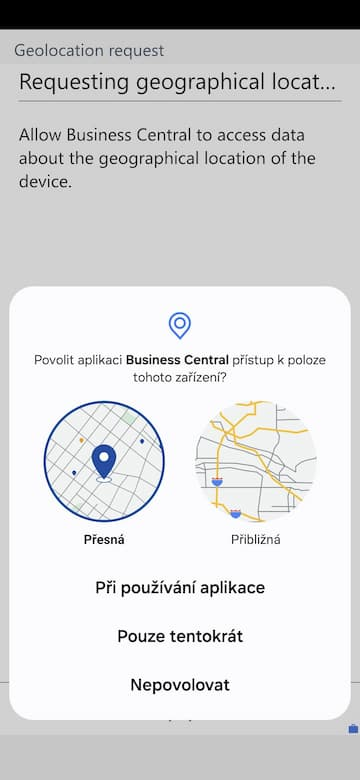 Geolocation request
Requesting geographical locat...
Allow Business Central to access data
about the geographical location of the
device.
Povolit aplikaci Business Central přístup k poloze
tohoto zařízení?
Přesná
Přibližná
Při používání aplikace
Pouze tentokrát
Nepovolovat